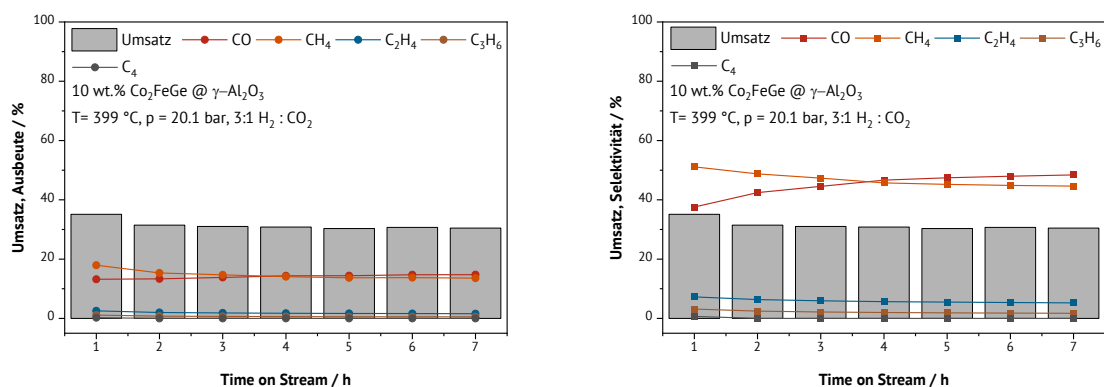 100
80
60
40
20
0
Umsatz, Ausbeute / %
Umsatz CO CH₄ C₂H₄ C₃H₆
C₄
10 wt.% Co₂FeGe @ γ–Al₂O₃
T= 399 °C, p = 20.1 bar, 3:1 H₂ : CO₂
1 2 3 4 5 6 7
Time on Stream / h
100
80
60
40
20
0
Umsatz, Selektivität / %
Umsatz CO CH₄ C₂H₄ C₃H₆
C₄
10 wt.% Co₂FeGe @ γ–Al₂O₃
T= 399 °C, p = 20.1 bar, 3:1 H₂ : CO₂
1 2 3 4 5 6 7
Time on Stream / h